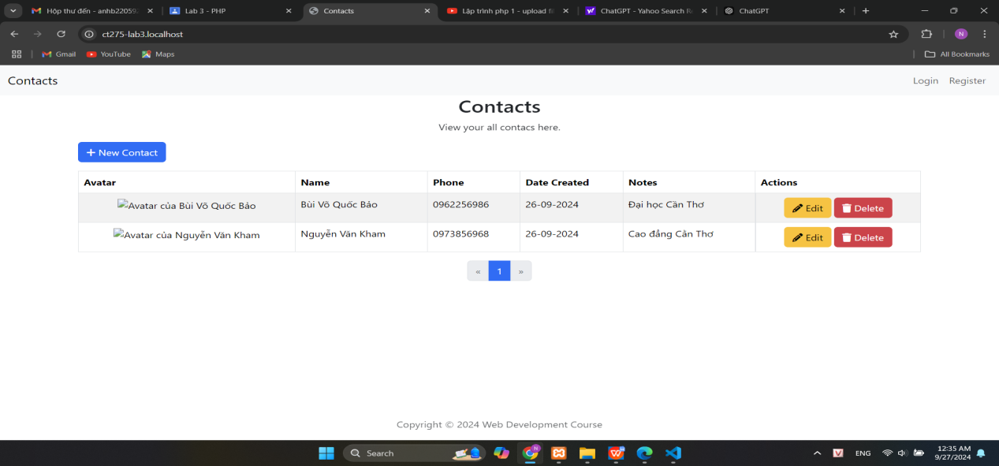 Hộp thư đến - anhb22059
Lab 3 - PHP
Contacts
Lập trình php 1 - upload fi
ChatGPT - Yahoo Search R
ChatGPT
ct275-lab3.localhost
N
Gmail
YouTube
Maps
All Bookmarks
Contacts
Login
Register
Contacts
View your all contacs here.
New Contact
Avatar Name Phone Date Created Notes Actions
Avatar của Bùi Võ Quốc Bảo Bùi Võ Quốc Bảo 0962256986 26-09-2024 Đại học Cần Thơ Edit Delete
Avatar của Nguyễn Văn Kham Nguyễn Văn Kham 0973856968 26-09-2024 Cao đẳng Cần Thơ Edit Delete
« 1 »
Copyright © 2024 Web Development Course
Search
ENG
12:35 AM
9/27/2024